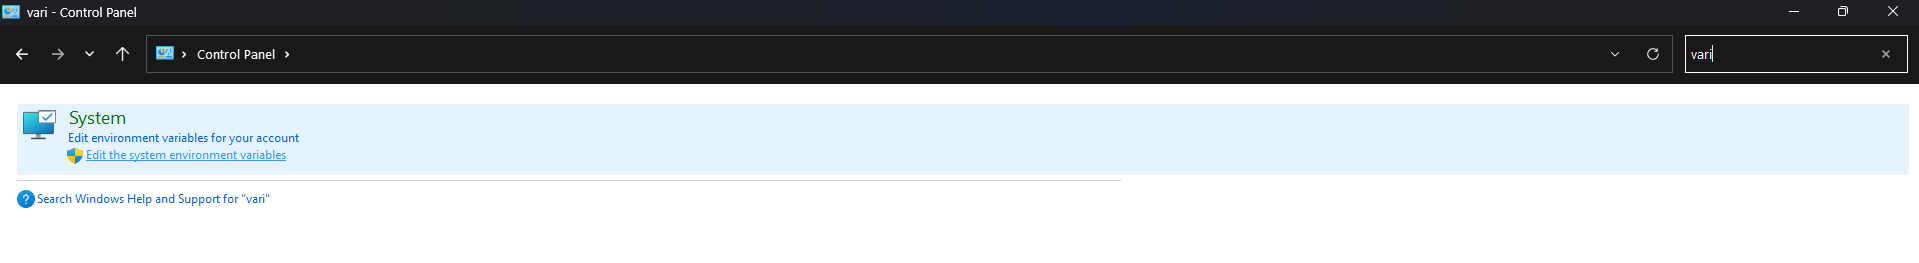 vari - Control Panel
Control Panel
vari
System
Edit environment variables for your account
Edit the system environment variables
Search Windows Help and Support for "vari"